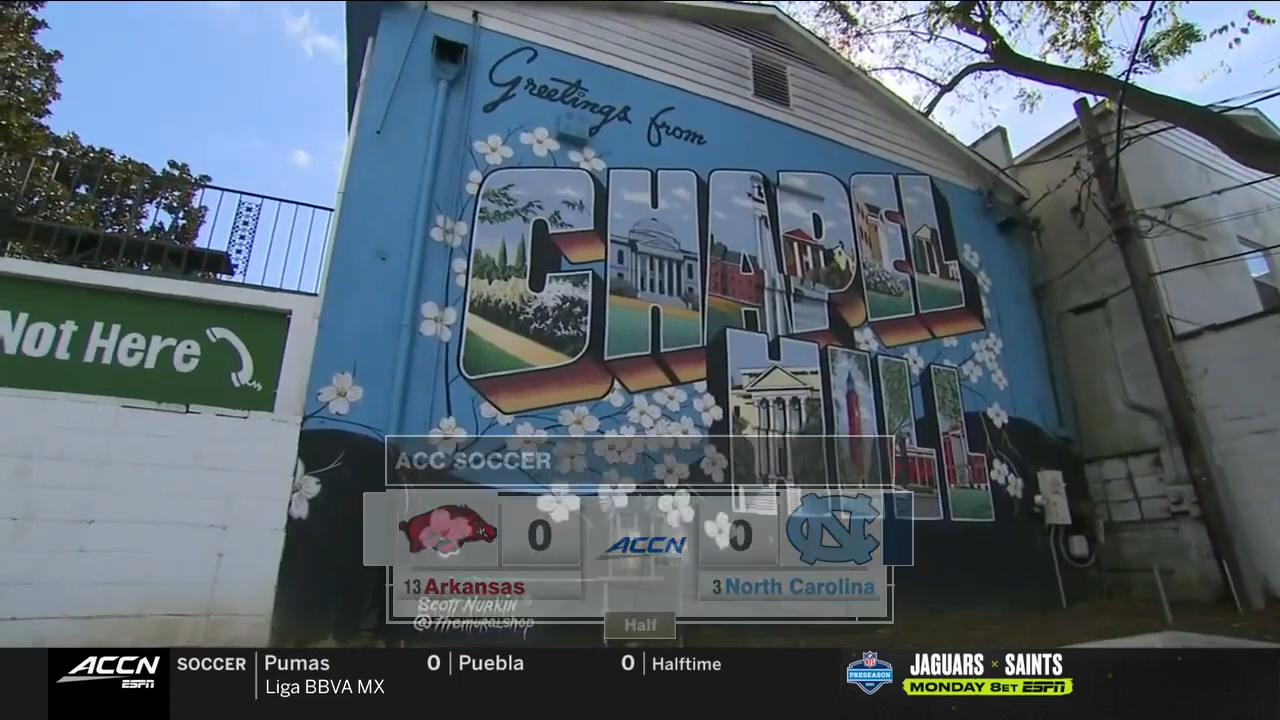 Greetings from
CHAPEL
HILL
Not Here
ACC SOCCER
0 ACCN 0
13 Arkansas 3 North Carolina
Scott Nurkin
@Themuralshop
Half
ACCN ESPN SOCCER Pumas 0 Puebla 0 Halftime
Liga BBVA MX
NFL PRESEASON JAGUARS × SAINTS
MONDAY 8ET ESPN